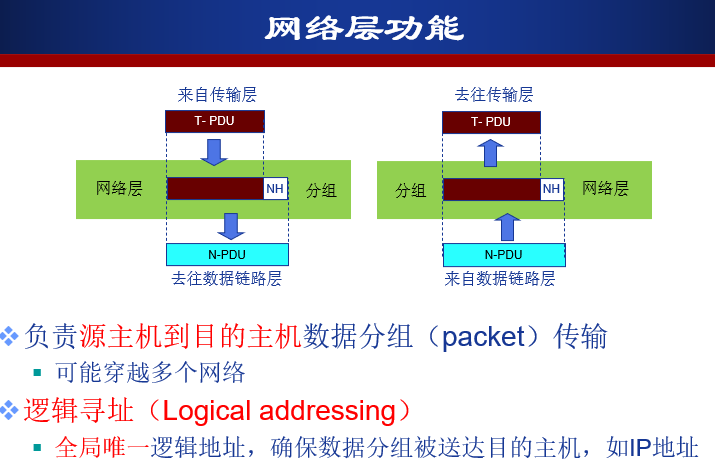 网络层功能
来自传输层
去往传输层
T- PDU
T- PDU
网络层
NH
分组
分组
NH
网络层
N-PDU
N-PDU
去往数据链路层
来自数据链路层
负责源主机到目的主机数据分组（packet）传输
可能穿越多个网络
逻辑寻址（Logical addressing）
全局唯一逻辑地址，确保数据分组被送达目的主机，如IP地址